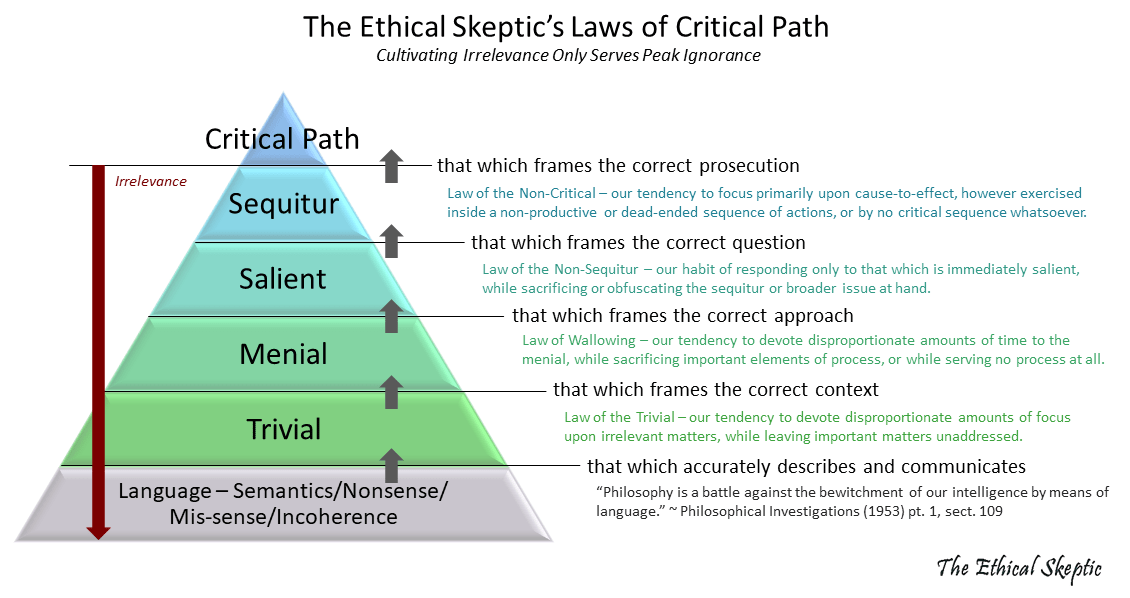 The Ethical Skeptic's Laws of Critical Path
Cultivating Irrelevance Only Serves Peak Ignorance
Critical Path
that which frames the correct prosecution
Irrelevance
Law of the Non-Critical – our tendency to focus primarily upon cause-to-effect, however exercised
inside a non-productive or dead-ended sequence of actions, or by no critical sequence whatsoever.
Sequitur
that which frames the correct question
Law of the Non-Sequitur – our habit of responding only to that which is immediately salient,
while sacrificing or obfuscating the sequitur or broader issue at hand.
Salient
that which frames the correct approach
Law of Wallowing – our tendency to devote disproportionate amounts of time to the
menial, while sacrificing important elements of process, or while serving no process at all.
Menial
that which frames the correct context
Law of the Trivial – our tendency to devote disproportionate amounts of focus
upon irrelevant matters, while leaving important matters unaddressed.
Trivial
that which accurately describes and communicates
Language – Semantics/Nonsense/
Mis-sense/Incoherence
“Philosophy is a battle against the bewitchment of our intelligence by means of
language.” ~ Philosophical Investigations (1953) pt. 1, sect. 109
The Ethical Skeptic